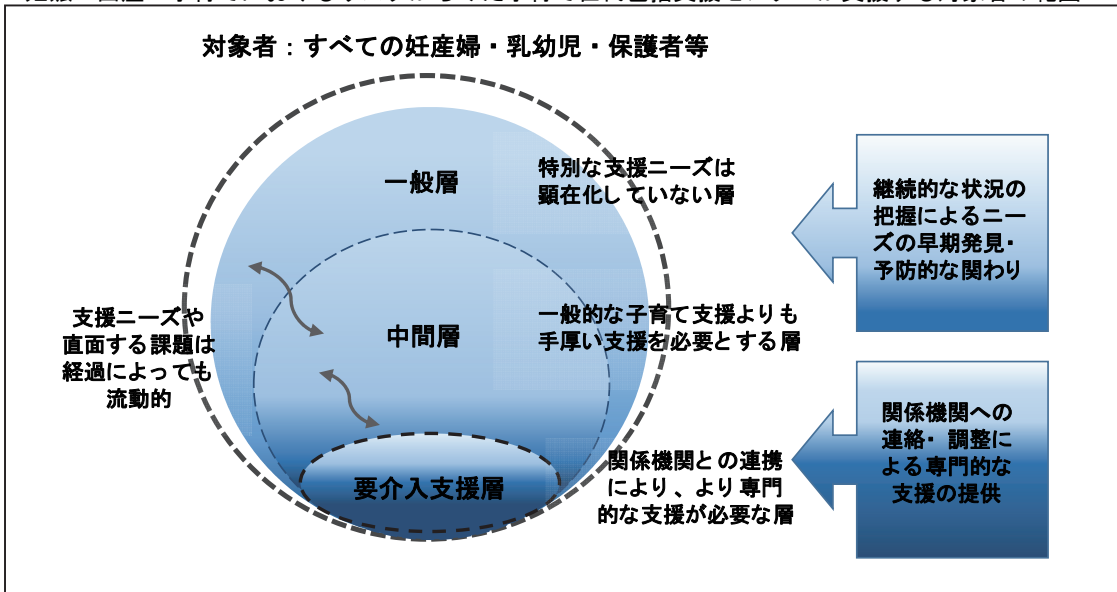 対象者：すべての妊産婦・乳幼児・保護者等
一般層
特別な支援ニーズは
顕在化していない層
継続的な状況の
把握によるニー
ズの早期発見・
予防的な関わり
支援ニーズや
直面する課題は
経過によっても
流動的
中間層
一般的な子育て支援よりも
手厚い支援を必要とする層
要介入支援層
関係機関との連携
により、より専門
的な支援が必要な層
関係機関への
連絡・調整に
よる専門的な
支援の提供